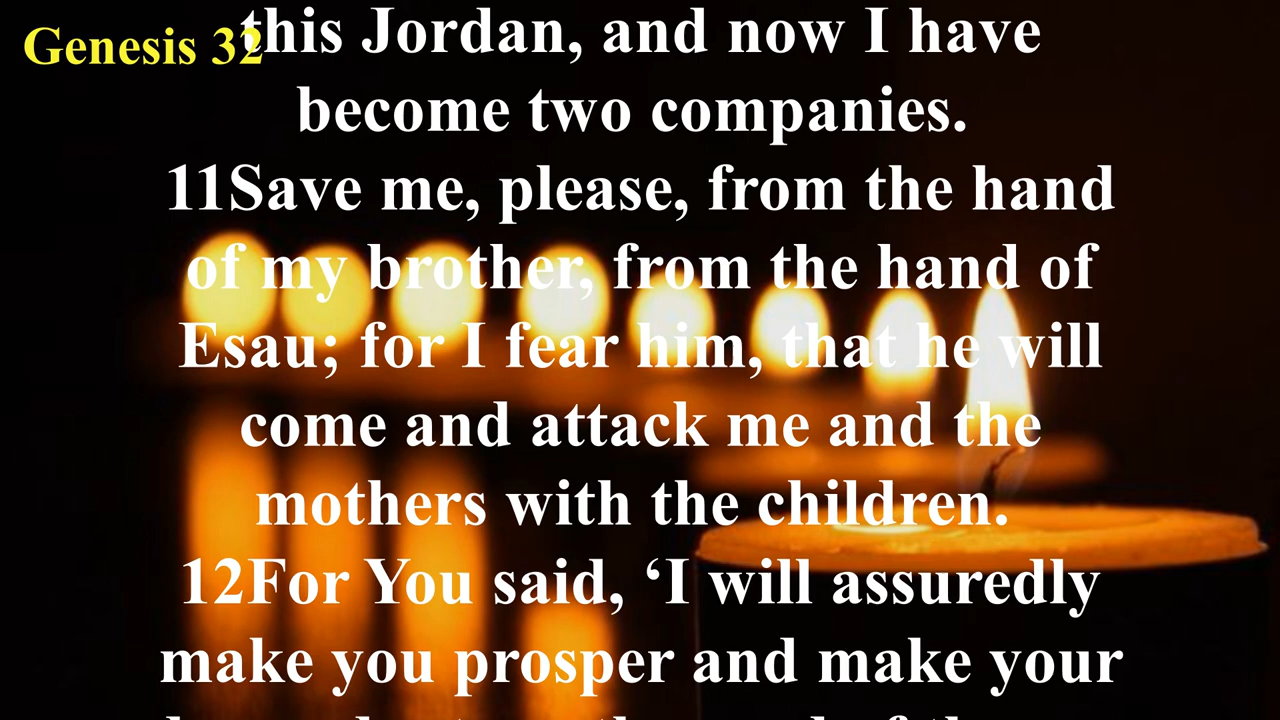 Genesis 32
this Jordan, and now I have
become two companies.
11Save me, please, from the hand
of my brother, from the hand of
Esau; for I fear him, that he will
come and attack me and the
mothers with the children.
12For You said, ‘I will assuredly
make you prosper and make your